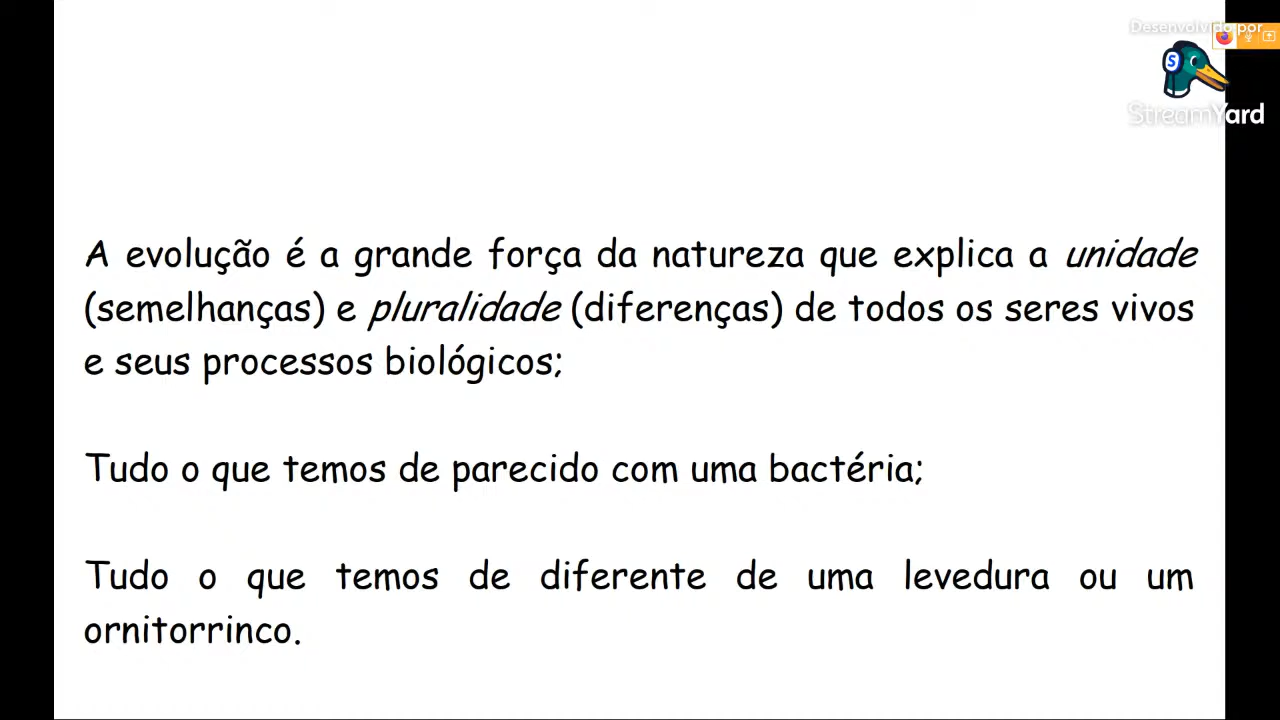 Desenvolvido por
S
StreamYard
A evolução é a grande força da natureza que explica a unidade
(semelhanças) e pluralidade (diferenças) de todos os seres vivos
e seus processos biológicos;
Tudo o que temos de parecido com uma bactéria;
Tudo o que temos de diferente de uma levedura ou um
ornitorrinco.